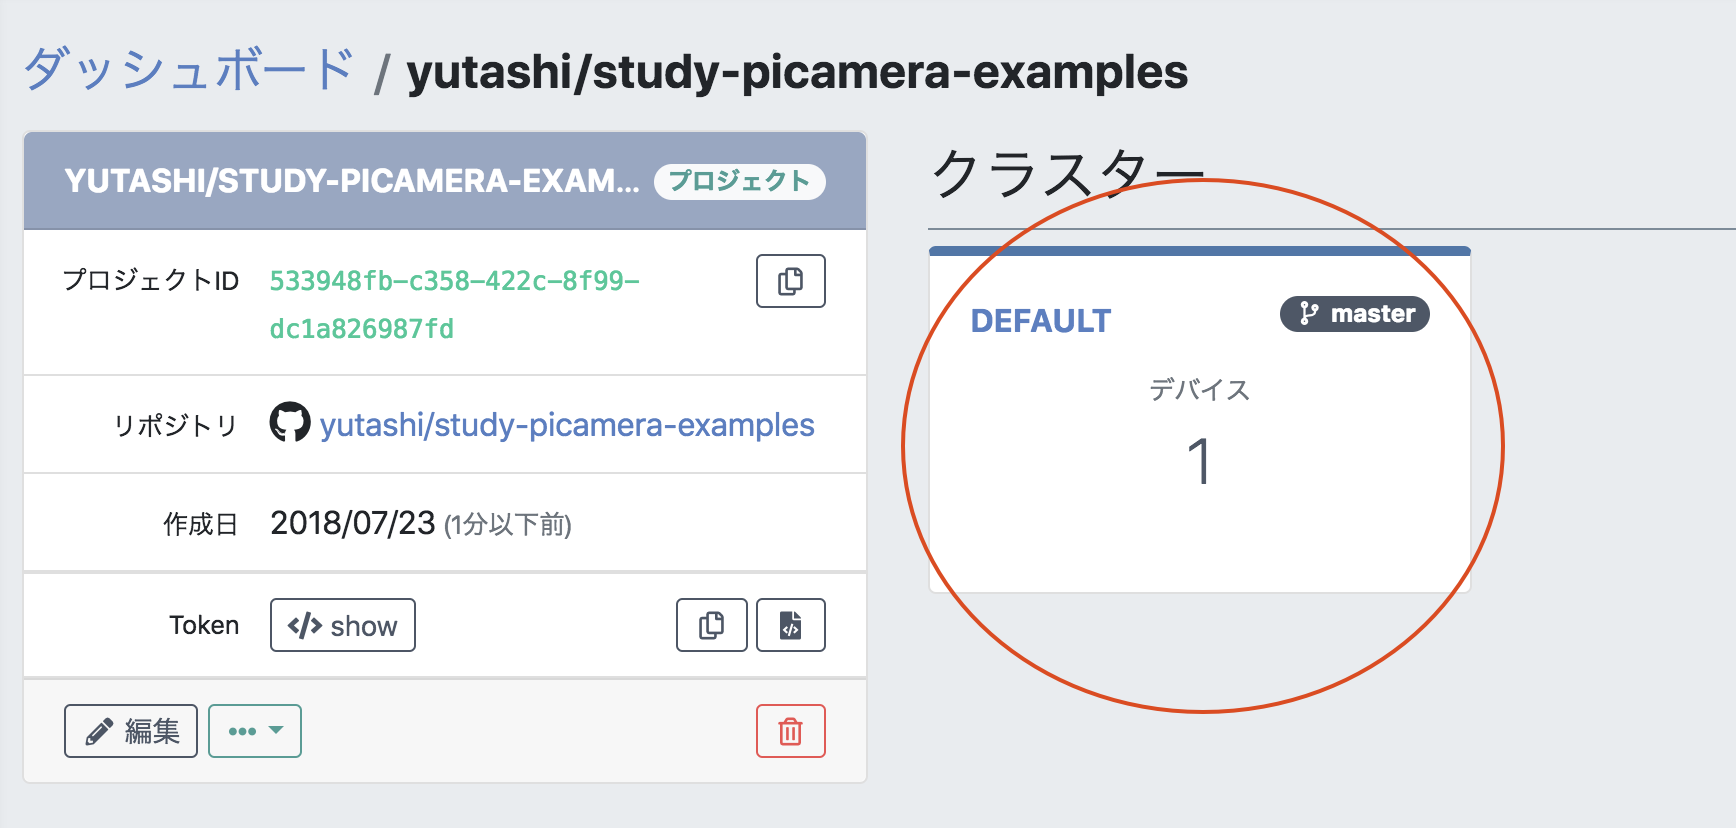 ダッシュボード / yutashi/study-picamera-examples
YUTASHI/STUDY-PICAMERA-EXAM... プロジェクト
プロジェクトID 533948fb-c358-422c-8f99-
dc1a826987fd
リポジトリ yutashi/study-picamera-examples
作成日 2018/07/23 (1分以下前)
Token </> show
編集
クラスター
DEFAULT master
デバイス
1